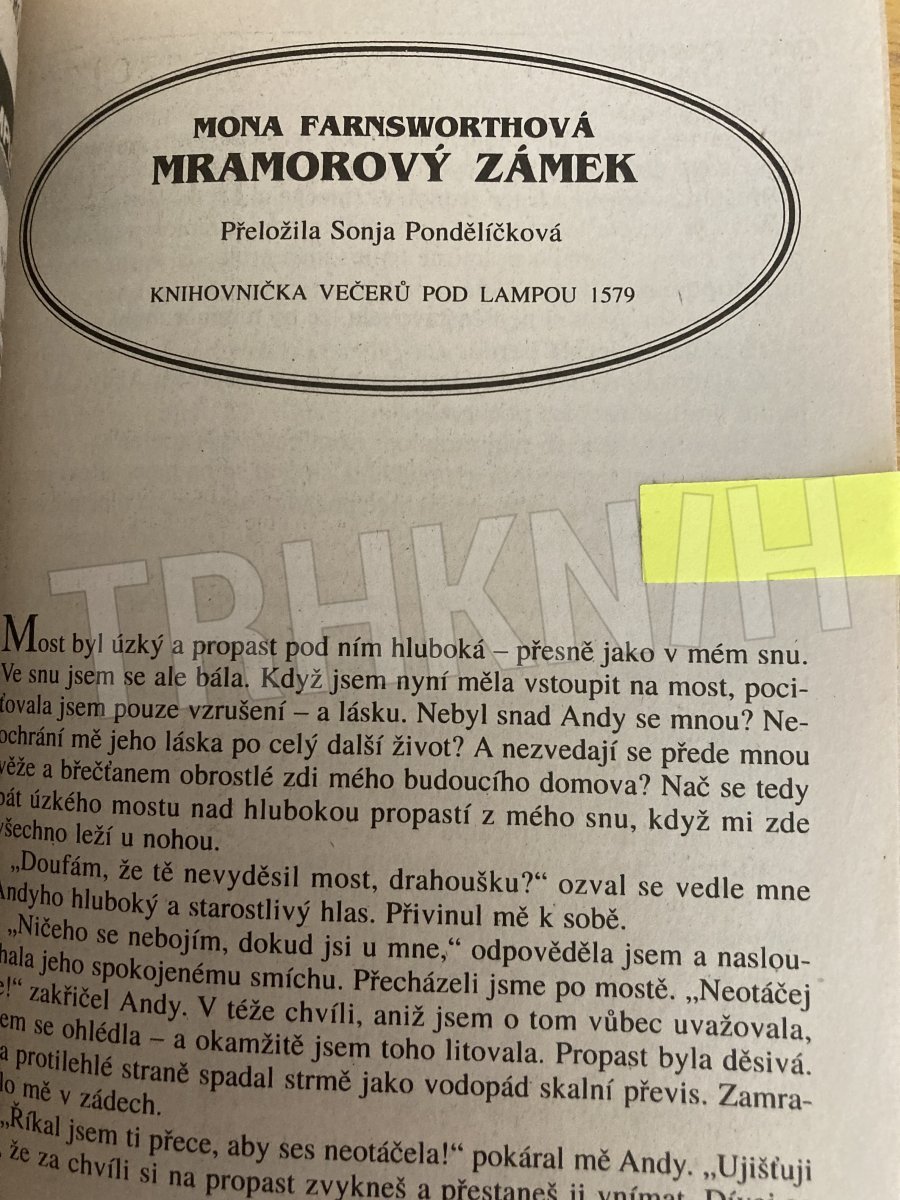 MONA FARNSWORTHOVÁ
MRAMOROVÝ ZÁMEK
Přeložila Sonja Pondělíčková
KNIHOVNIČKA VEČERŮ POD LAMPOU 1579
TRHKNIH
Most byl úzký a propast pod ním hluboká – přesně jako v mém snu.
Ve snu jsem se ale bála. Když jsem nyní měla vstoupit na most, poci-
ťovala jsem pouze vzrušení – a lásku. Nebyl snad Andy se mnou? Ne-
ochrání mě jeho láska po celý další život? A nezvedají se přede mnou
věže a břečťanem obrostlé zdi mého budoucího domova? Nač se tedy
bát úzkého mostu nad hlubokou propastí z mého snu, když mi zde
všechno leží u nohou.
„Doufám, že tě nevyděsil most, drahoušku?“ ozval se vedle mne
Andyho hluboký a starostlivý hlas. Přivinul mě k sobě.
„Ničeho se nebojím, dokud jsi u mne,“ odpověděla jsem a naslou-
hala jeho spokojenému smíchu. Přecházeli jsme po mostě. „Neotáčej
e!“ zakřičel Andy. V téže chvíli, aniž jsem o tom vůbec uvažovala,
em se ohlédla – a okamžitě jsem toho litovala. Propast byla děsivá.
a protilehlé straně spadal strmě jako vodopád skalní převis. Zamra-
lo mě v zádech.
„Říkal jsem ti přece, aby ses neotáčela!“ pokáral mě Andy. „Ujišťuji
, že za chvíli si na propast zvykneš a přestaneš ji vnímat.